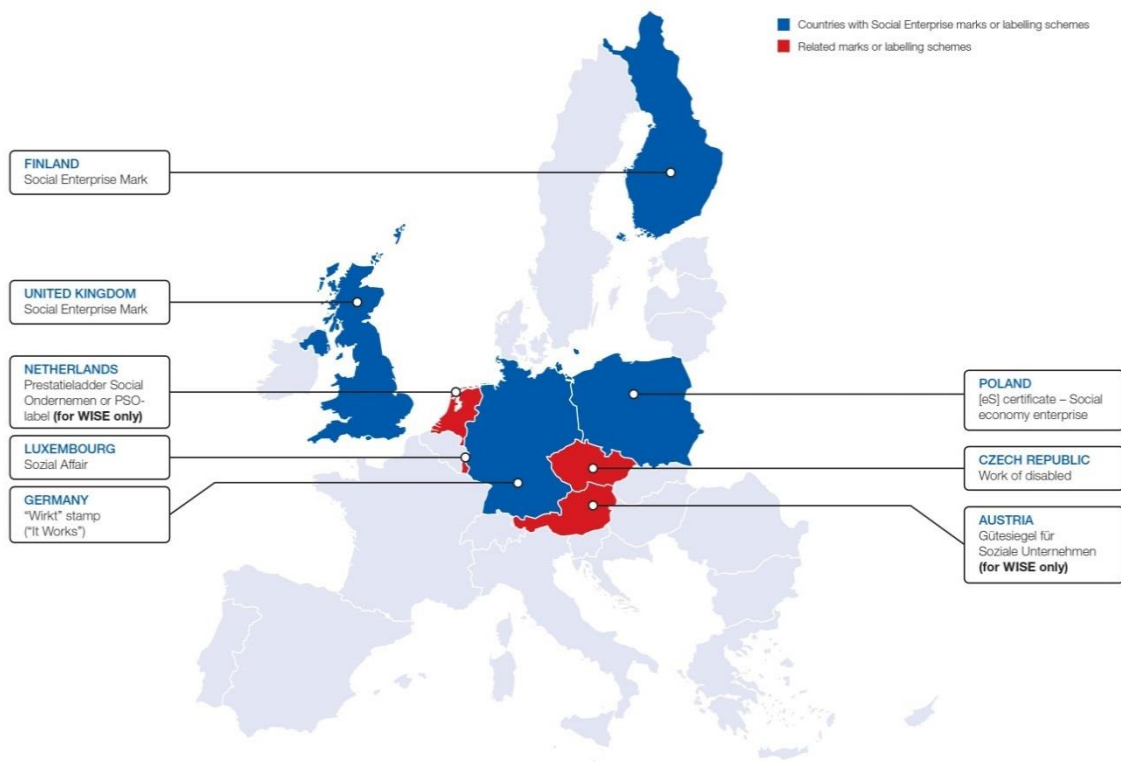 Countries with Social Enterprise marks or labelling schemes
Related marks or labelling schemes
FINLAND
Social Enterprise Mark
UNITED KINGDOM
Social Enterprise Mark
NETHERLANDS
Prestatieladder Social
Ondernemen or PSO-
label (for WISE only)
LUXEMBOURG
Sozial Affair
GERMANY
“Wirkt” stamp
(“It Works”)
POLAND
[eS] certificate – Social
economy enterprise
CZECH REPUBLIC
Work of disabled
AUSTRIA
Gütesiegel für
Soziale Unternehmen
(for WISE only)